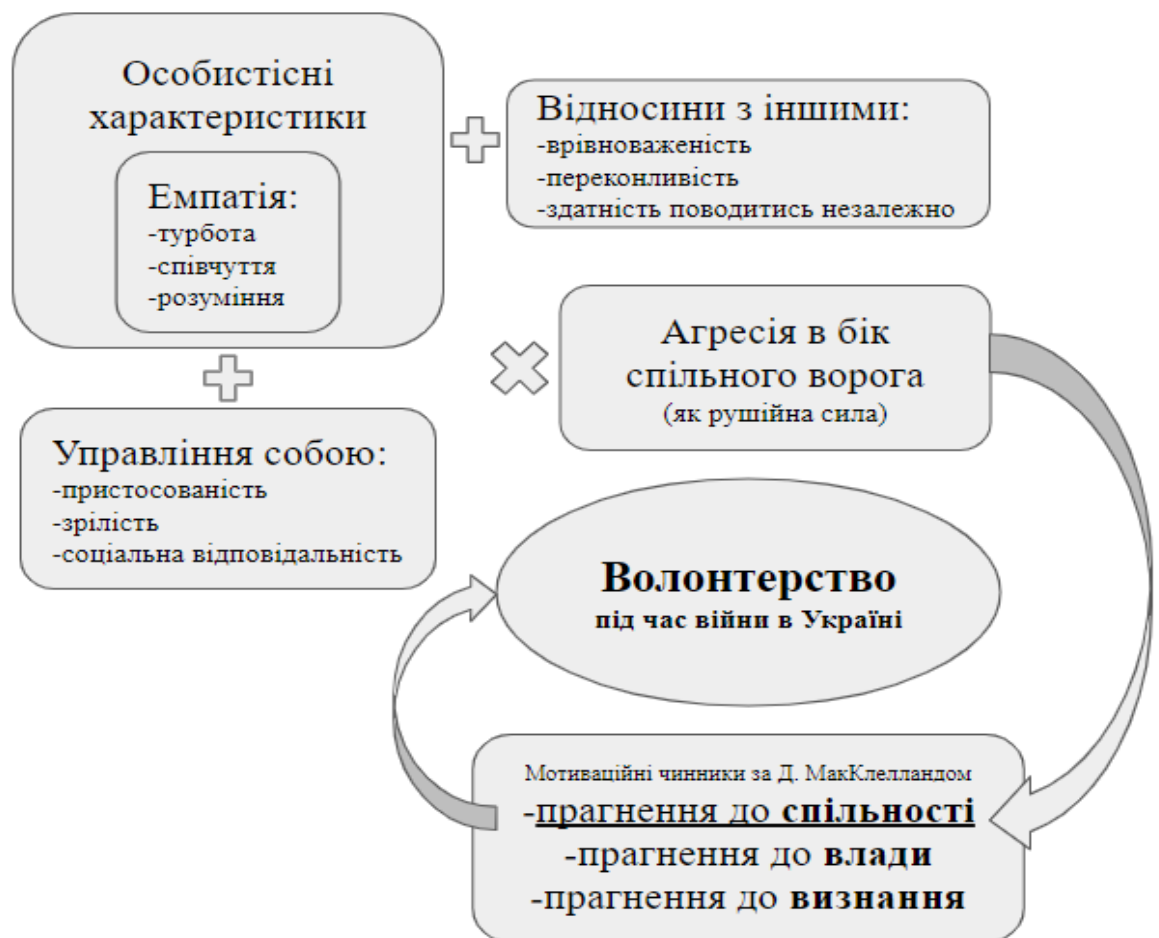 Особистісні
характеристики
Емпатія:
-турбота
-співчуття
-розуміння
Відносини з іншими:
-врівноваженість
-переконливість
-здатність поводитись незалежно
Управління собою:
-пристосованість
-зрілість
-соціальна відповідальність
Агресія в бік
спільного ворога
(як рушійна сила)
Волонтерство
під час війни в Україні
Мотиваційні чинники за Д. МакКлелландом
-прагнення до спільності
-прагнення до влади
-прагнення до визнання